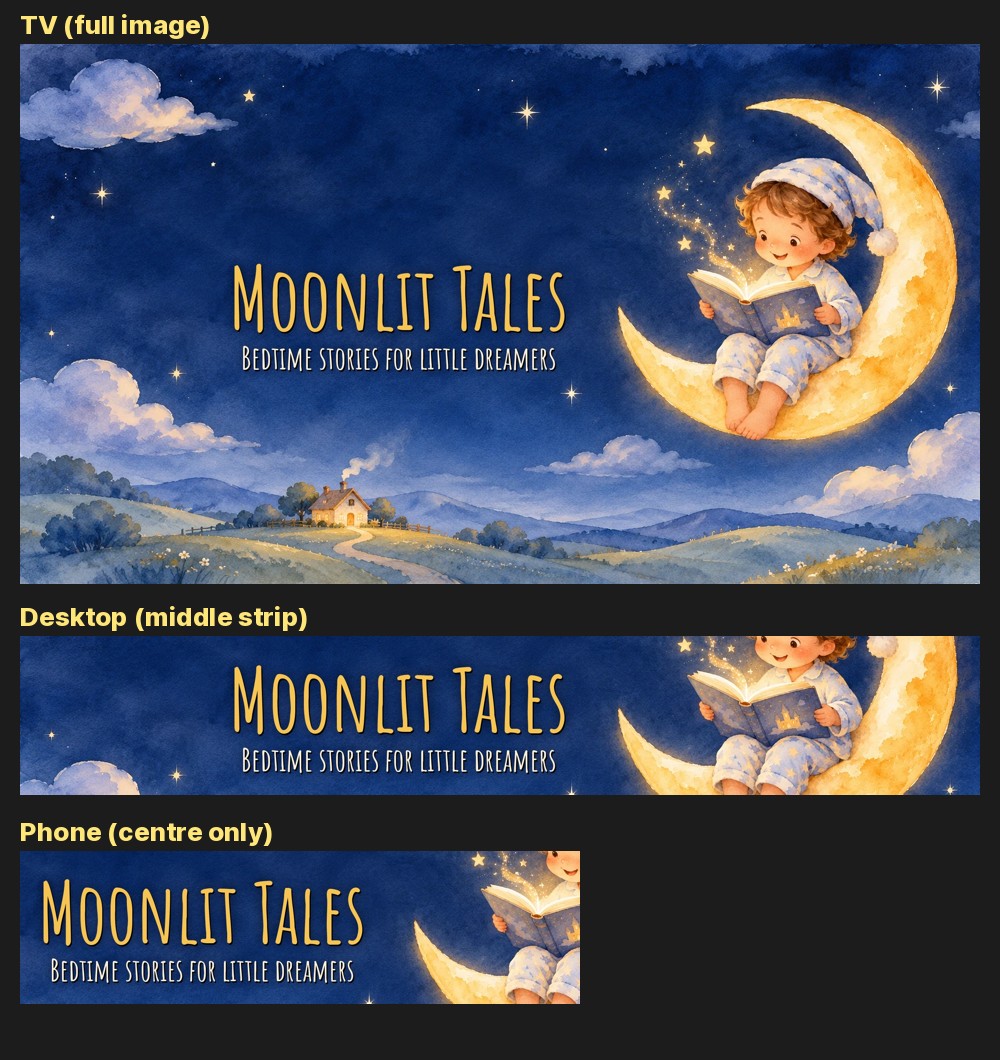 TV (full image)
Moonlit Tales
Bedtime stories for little dreamers
Desktop (middle strip)
Moonlit Tales
Bedtime stories for little dreamers
Phone (centre only)
Moonlit Tales
Bedtime stories for little dreamers